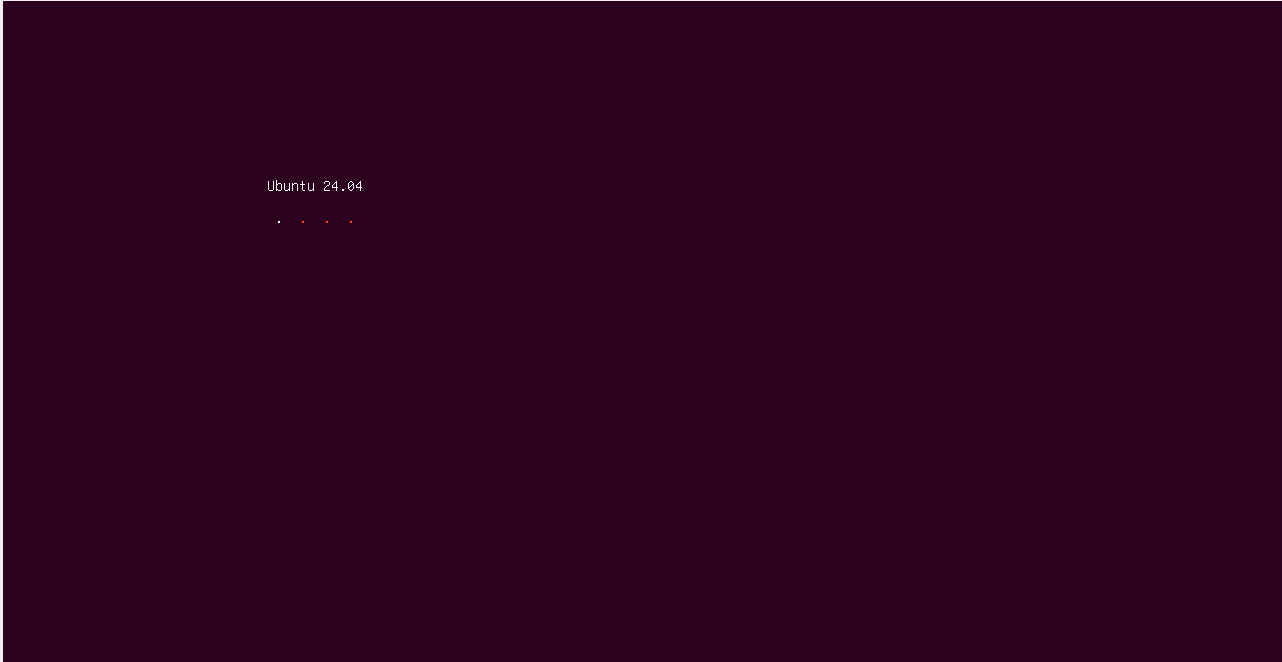 Ubuntu 24.04
. . . .